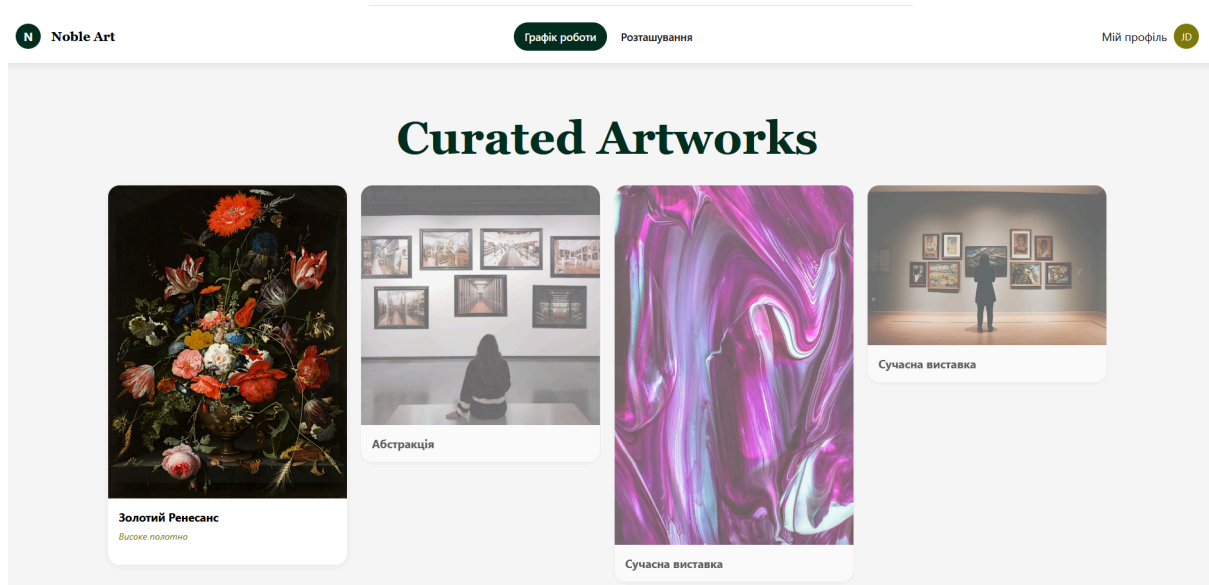 N
Noble Art
Графік роботи
Розташування
Мій профіль
JD
Curated Artworks
Золотий Ренесанс
Високе полотно
Абстракція
Сучасна виставка
Сучасна виставка